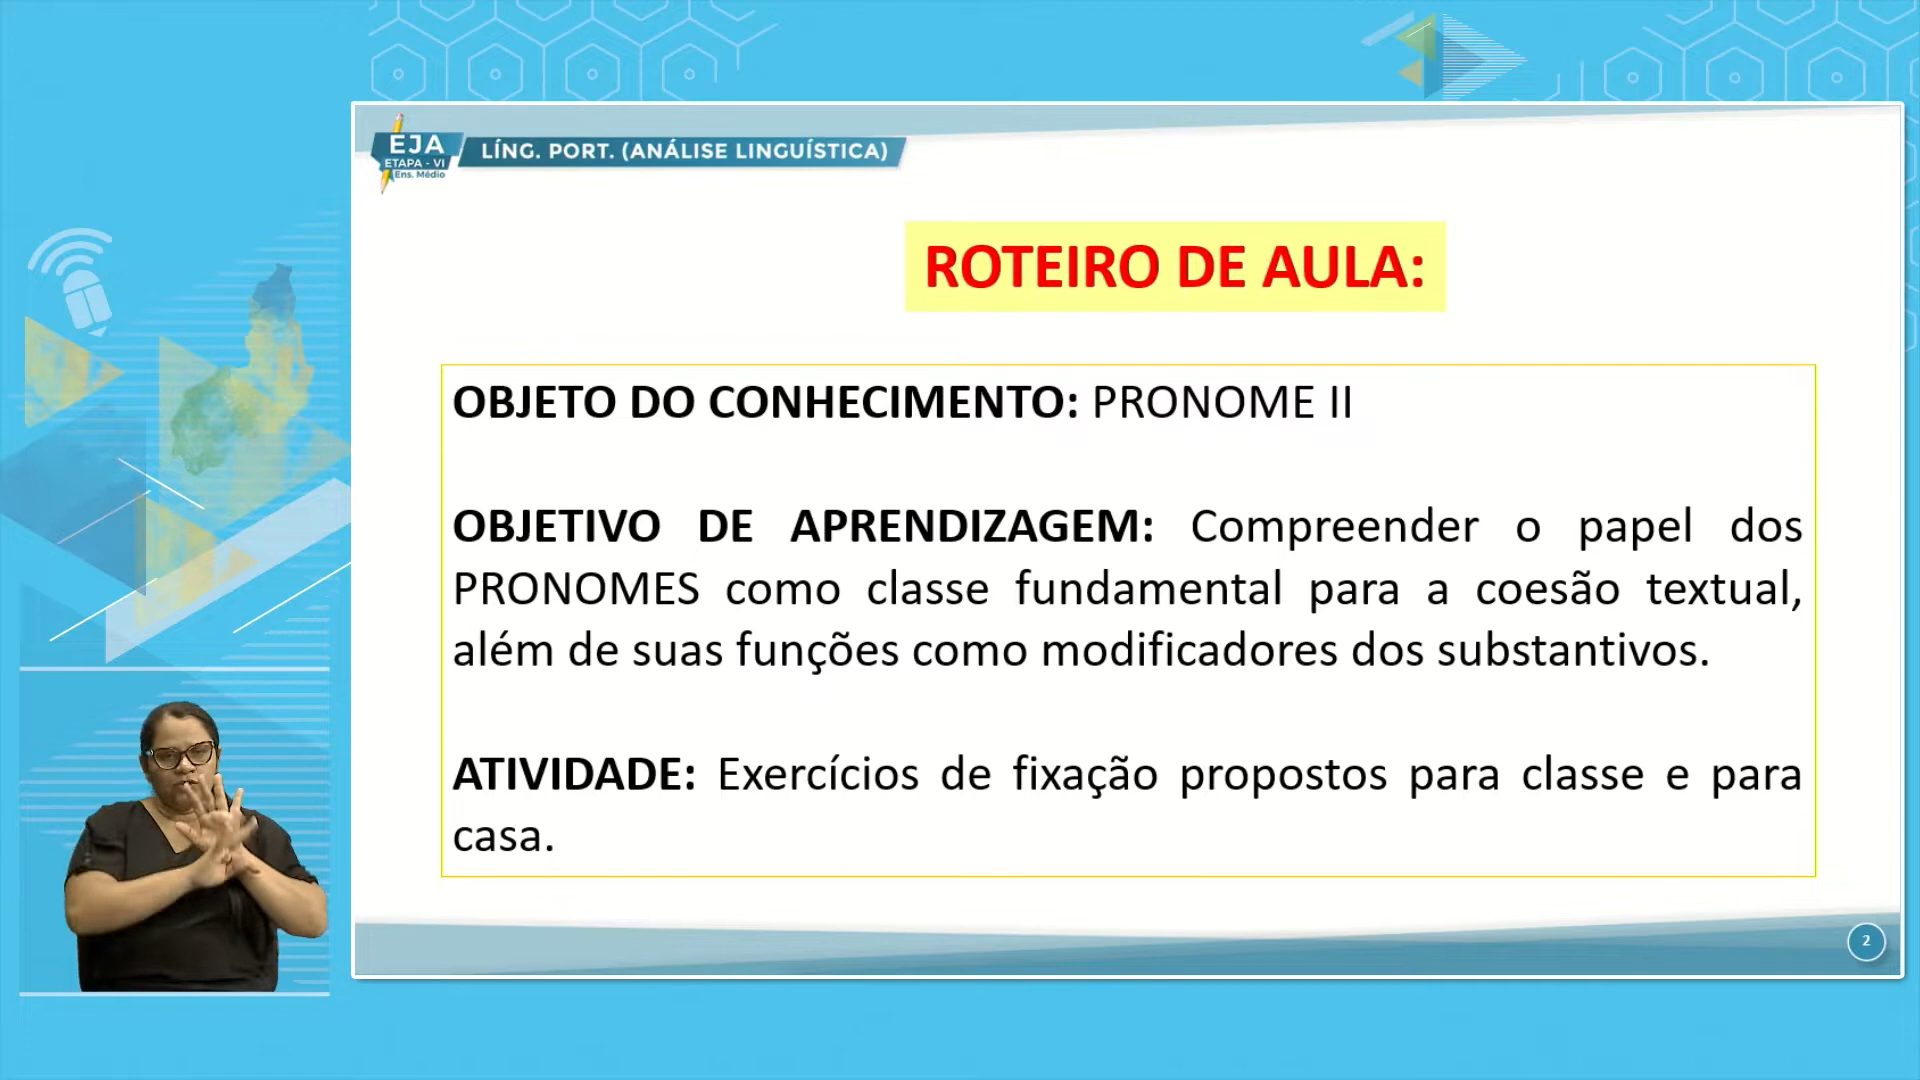 EJA
ETAPA - VI
Ens. Médio
LÍNG. PORT. (ANÁLISE LINGUÍSTICA)
ROTEIRO DE AULA:
OBJETO DO CONHECIMENTO: PRONOME II
OBJETIVO DE APRENDIZAGEM: Compreender o papel dos
PRONOMES como classe fundamental para a coesão textual,
além de suas funções como modificadores dos substantivos.
ATIVIDADE: Exercícios de fixação propostos para classe e para
casa.
2